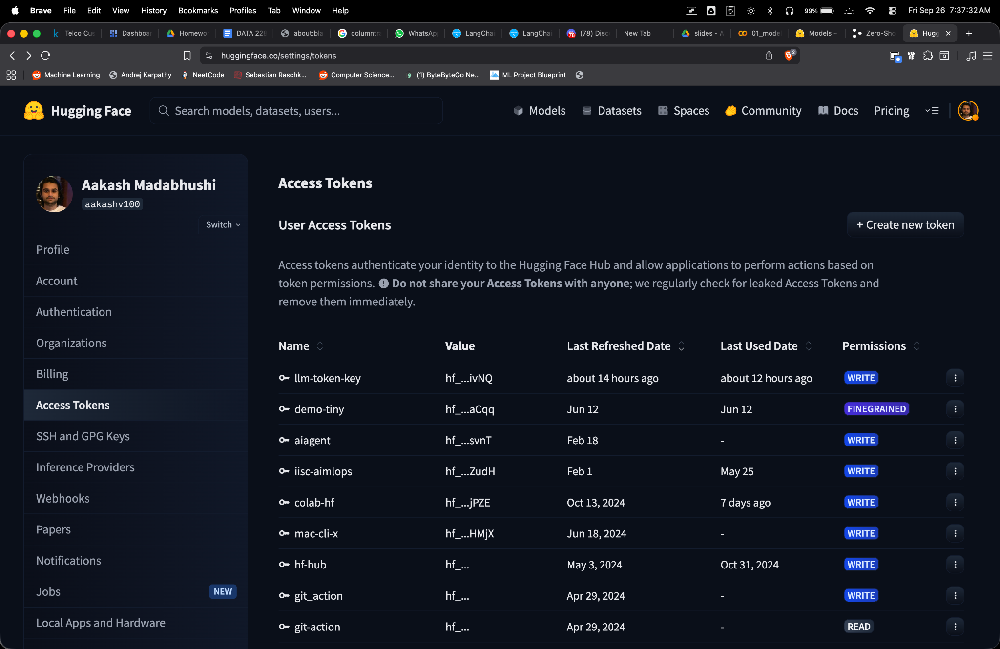 Brave File Edit View History Bookmarks Profiles Tab Window Help 99% Fri Sep 26 7:37:32 AM
Telco Cus Dashboar Homewor DATA 228 about:bla columntra WhatsAp LangChai LangChai (78) Disc New Tab slides - A 01_model Models – Zero-Sho Hugg
huggingface.co/settings/tokens 2
Machine Learning Andrej Karpathy NeetCode Sebastian Raschk... Computer Science... (1) ByteByteGo Ne... ML Project Blueprint
Hugging Face Search models, datasets, users... Models Datasets Spaces Community Docs Pricing
Aakash Madabhushi
aakashv100
Switch
Profile
Account
Authentication
Organizations
Billing
Access Tokens
SSH and GPG Keys
Inference Providers
Webhooks
Papers
Notifications
Jobs NEW
Local Apps and Hardware
Access Tokens
User Access Tokens + Create new token
Access tokens authenticate your identity to the Hugging Face Hub and allow applications to perform actions based on
token permissions. Do not share your Access Tokens with anyone; we regularly check for leaked Access Tokens and
remove them immediately.
Name Value Last Refreshed Date Last Used Date Permissions
llm-token-key hf_...ivNQ about 14 hours ago about 12 hours ago WRITE
demo-tiny hf_...aCqq Jun 12 Jun 12 FINEGRAINED
aiagent hf_...svnT Feb 18 - WRITE
iisc-aimlops hf_...ZudH Feb 1 May 25 WRITE
colab-hf hf_...jPZE Oct 13, 2024 7 days ago WRITE
mac-cli-x hf_...HMjX Jun 18, 2024 - WRITE
hf-hub hf_... May 3, 2024 Oct 31, 2024 WRITE
git_action hf_... Apr 29, 2024 - WRITE
git-action hf_... Apr 29, 2024 - READ